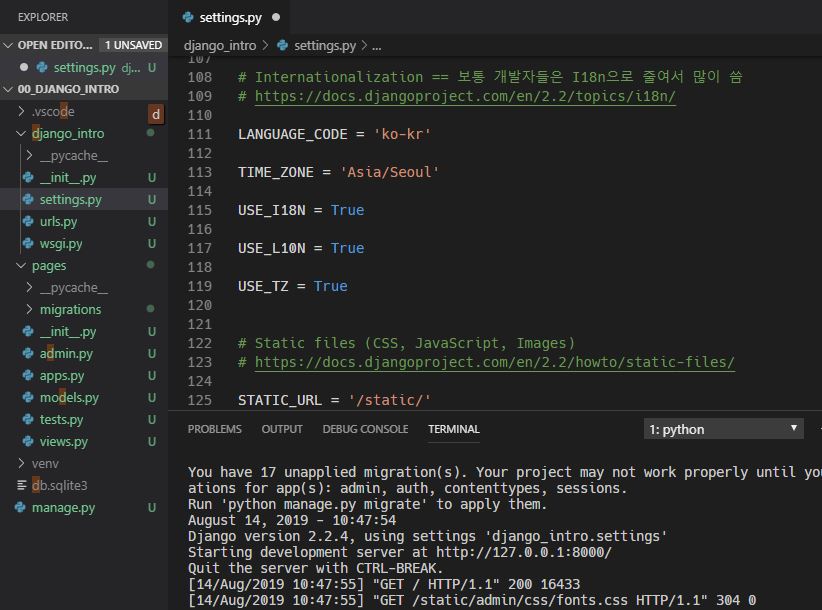 EXPLORER
settings.py
OPEN EDITO... 1 UNSAVED
django_intro > settings.py > ...
settings.py dj... U
00_DJANGO_INTRO
.vscode
d
django_intro
__pycache__
__init__.py U
settings.py U
urls.py U
wsgi.py U
pages
__pycache__
migrations
__init__.py U
admin.py U
apps.py U
models.py U
tests.py U
views.py U
venv
db.sqlite3
manage.py U
107
108 # Internationalization == 보통 개발자들은 I18n으로 줄여서 많이 씀
109 # https://docs.djangoproject.com/en/2.2/topics/i18n/
110
111 LANGUAGE_CODE = 'ko-kr'
112
113 TIME_ZONE = 'Asia/Seoul'
114
115 USE_I18N = True
116
117 USE_L10N = True
118
119 USE_TZ = True
120
121
122 # Static files (CSS, JavaScript, Images)
123 # https://docs.djangoproject.com/en/2.2/howto/static-files/
124
125 STATIC_URL = '/static/'
PROBLEMS OUTPUT DEBUG CONSOLE TERMINAL 1: python
You have 17 unapplied migration(s). Your project may not work properly until you
ations for app(s): admin, auth, contenttypes, sessions.
Run 'python manage.py migrate' to apply them.
August 14, 2019 - 10:47:54
Django version 2.2.4, using settings 'django_intro.settings'
Starting development server at http://127.0.0.1:8000/
Quit the server with CTRL-BREAK.
[14/Aug/2019 10:47:55] "GET / HTTP/1.1" 200 16433
[14/Aug/2019 10:47:55] "GET /static/admin/css/fonts.css HTTP/1.1" 304 0